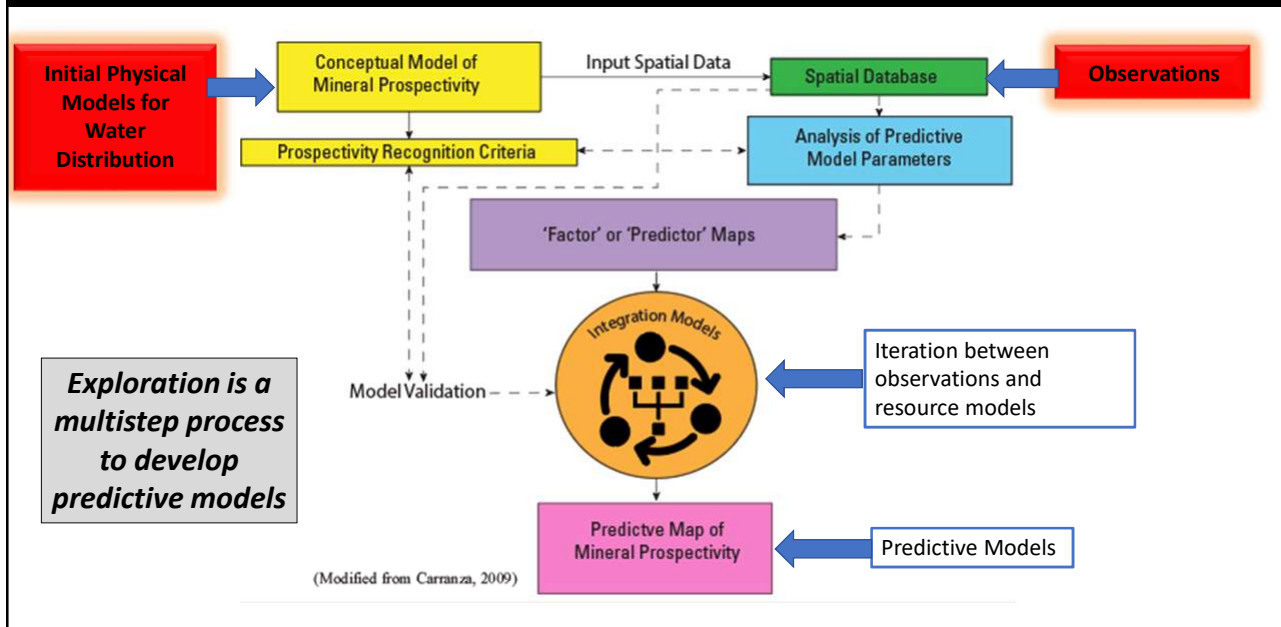 Initial Physical
Models for
Water
Distribution
Conceptual Model of
Mineral Prospectivity
Input Spatial Data
Spatial Database
Observations
Prospectivity Recognition Criteria
Analysis of Predictive
Model Parameters
'Factor' or 'Predictor' Maps
Integration Models
Iteration between
observations and
resource models
Model Validation
Exploration is a
multistep process
to develop
predictive models
Predictve Map of
Mineral Prospectivity
Predictive Models
(Modified from Carranza, 2009)